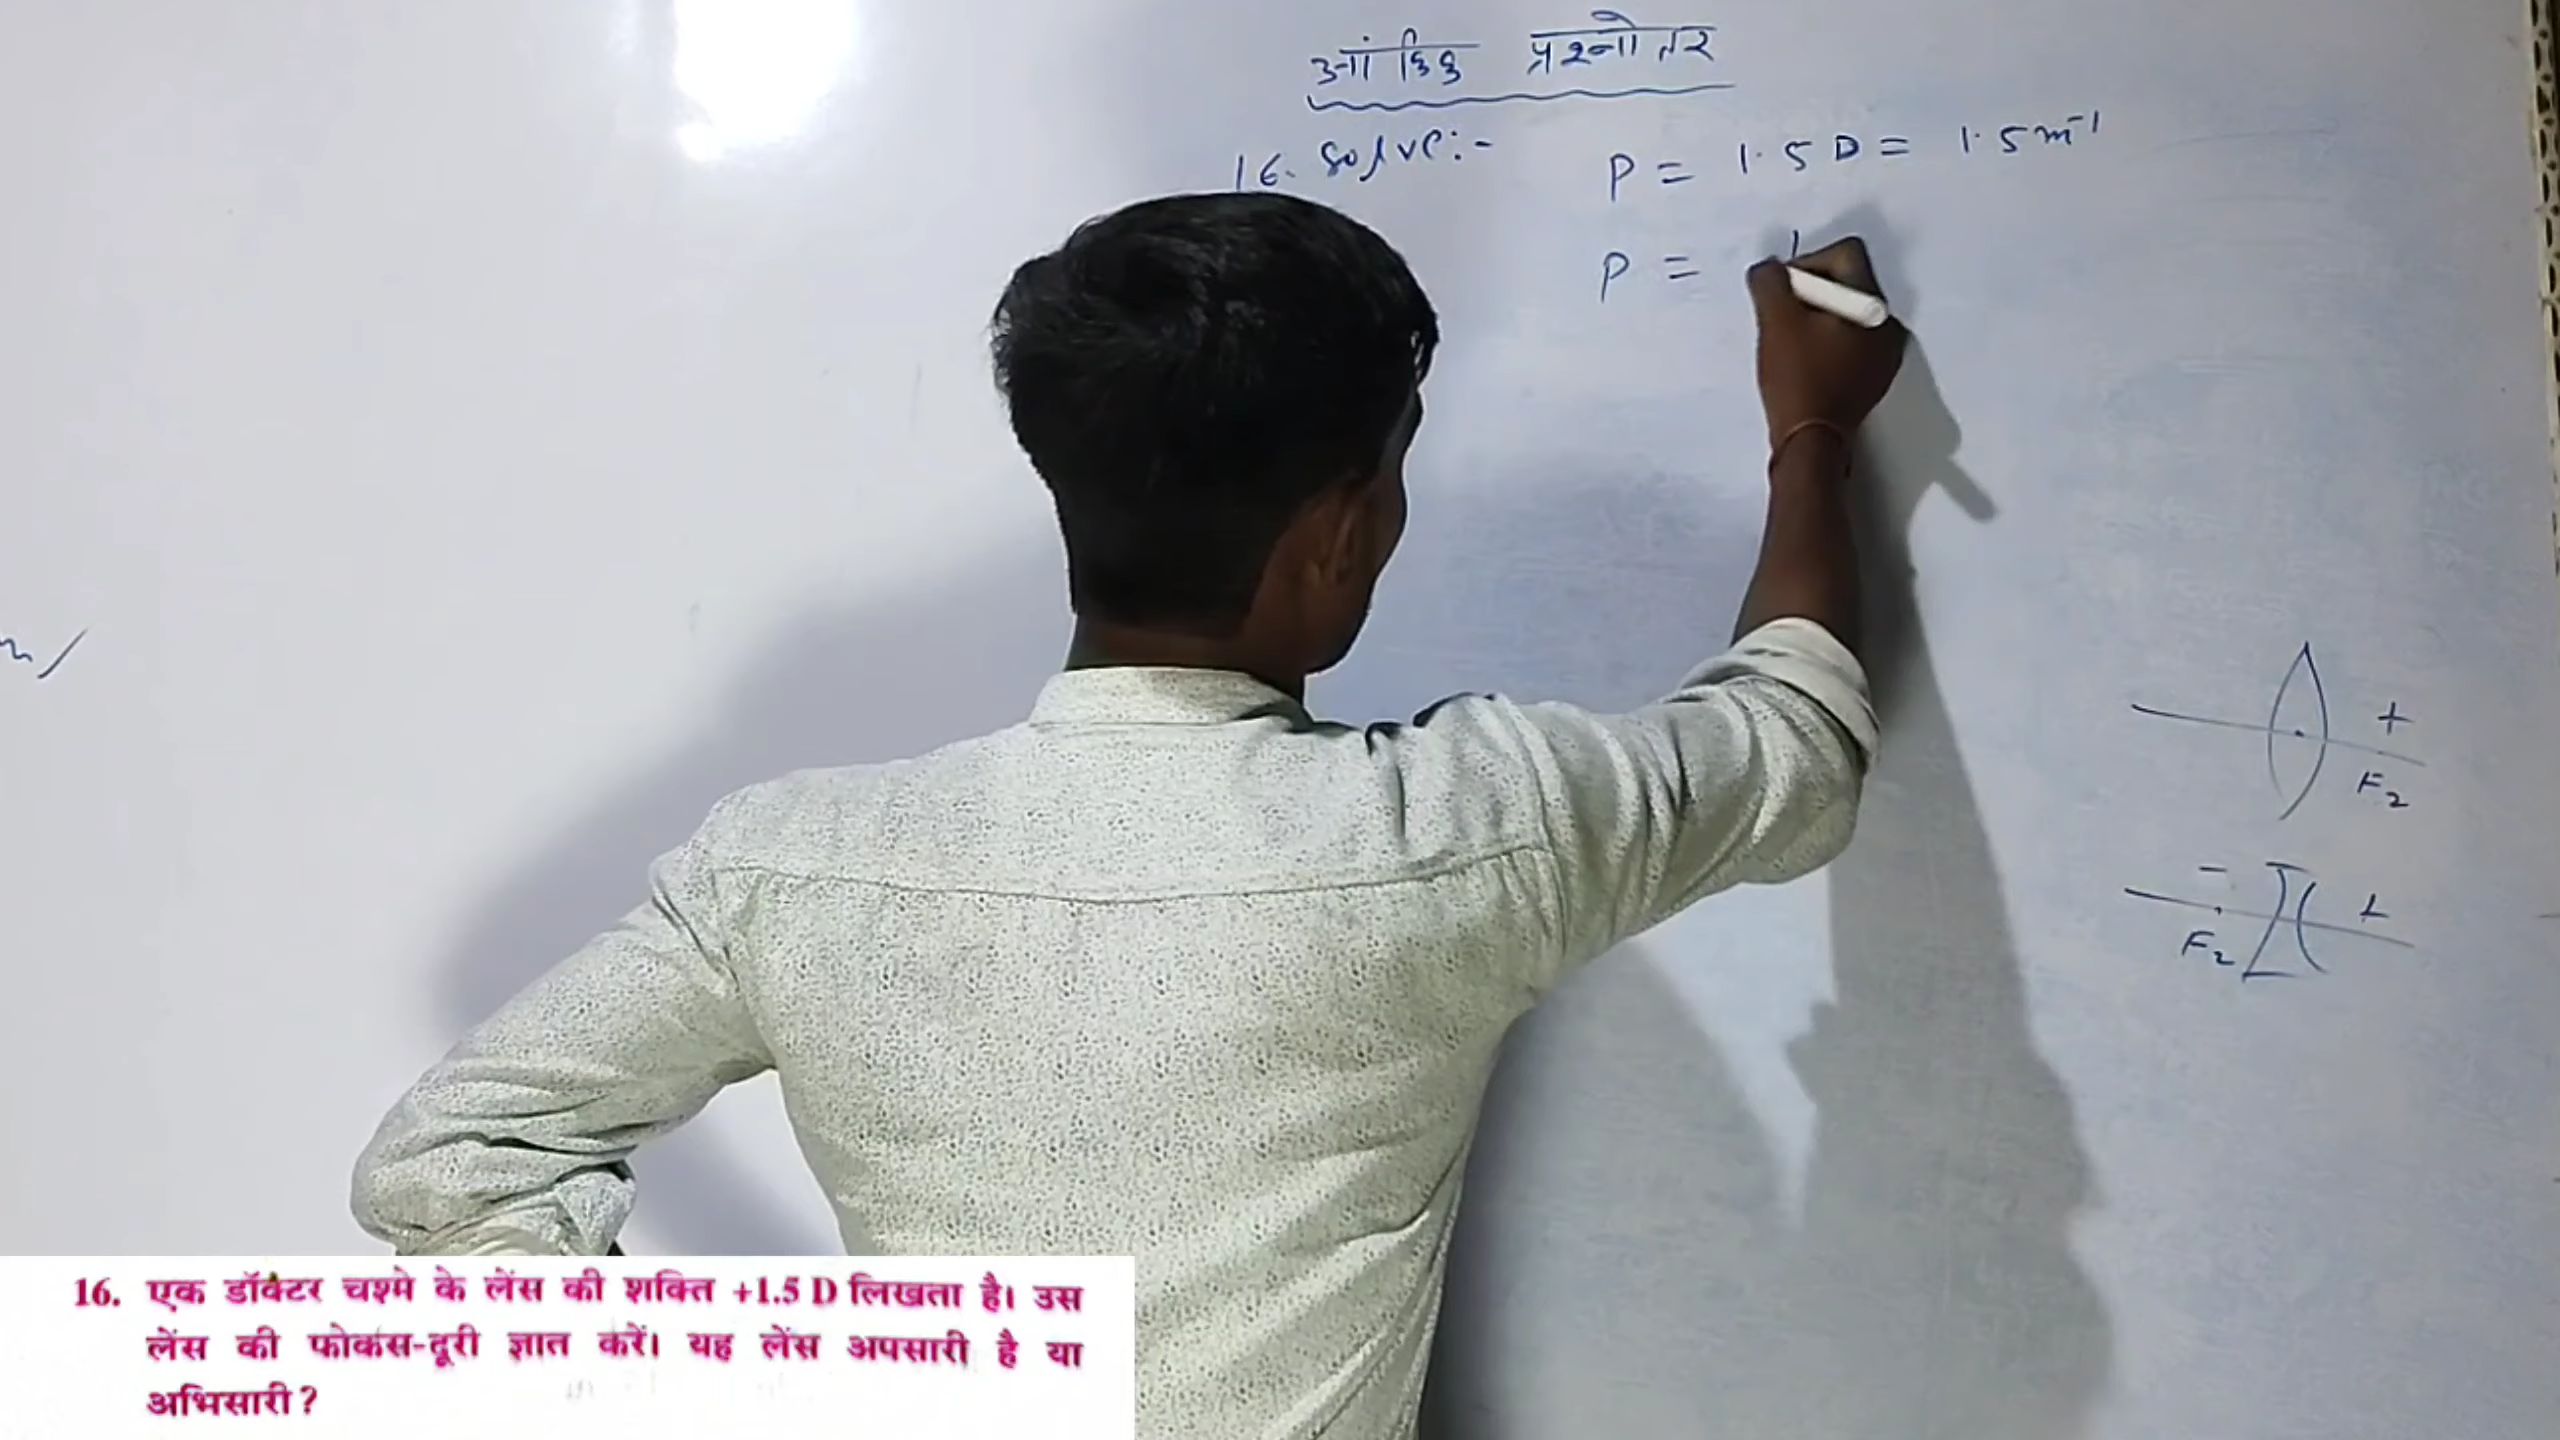 आंकिक प्रश्नोतर
16. Solve:- P = 1.5 D = 1.5 m⁻¹
P = 1
+
F₂
-
+
F₂
16. एक डॉक्टर चश्मे के लेंस की शक्ति +1.5 D लिखता है। उस
लेंस की फोकस-दूरी ज्ञात करें। यह लेंस अपसारी है या
अभिसारी ?